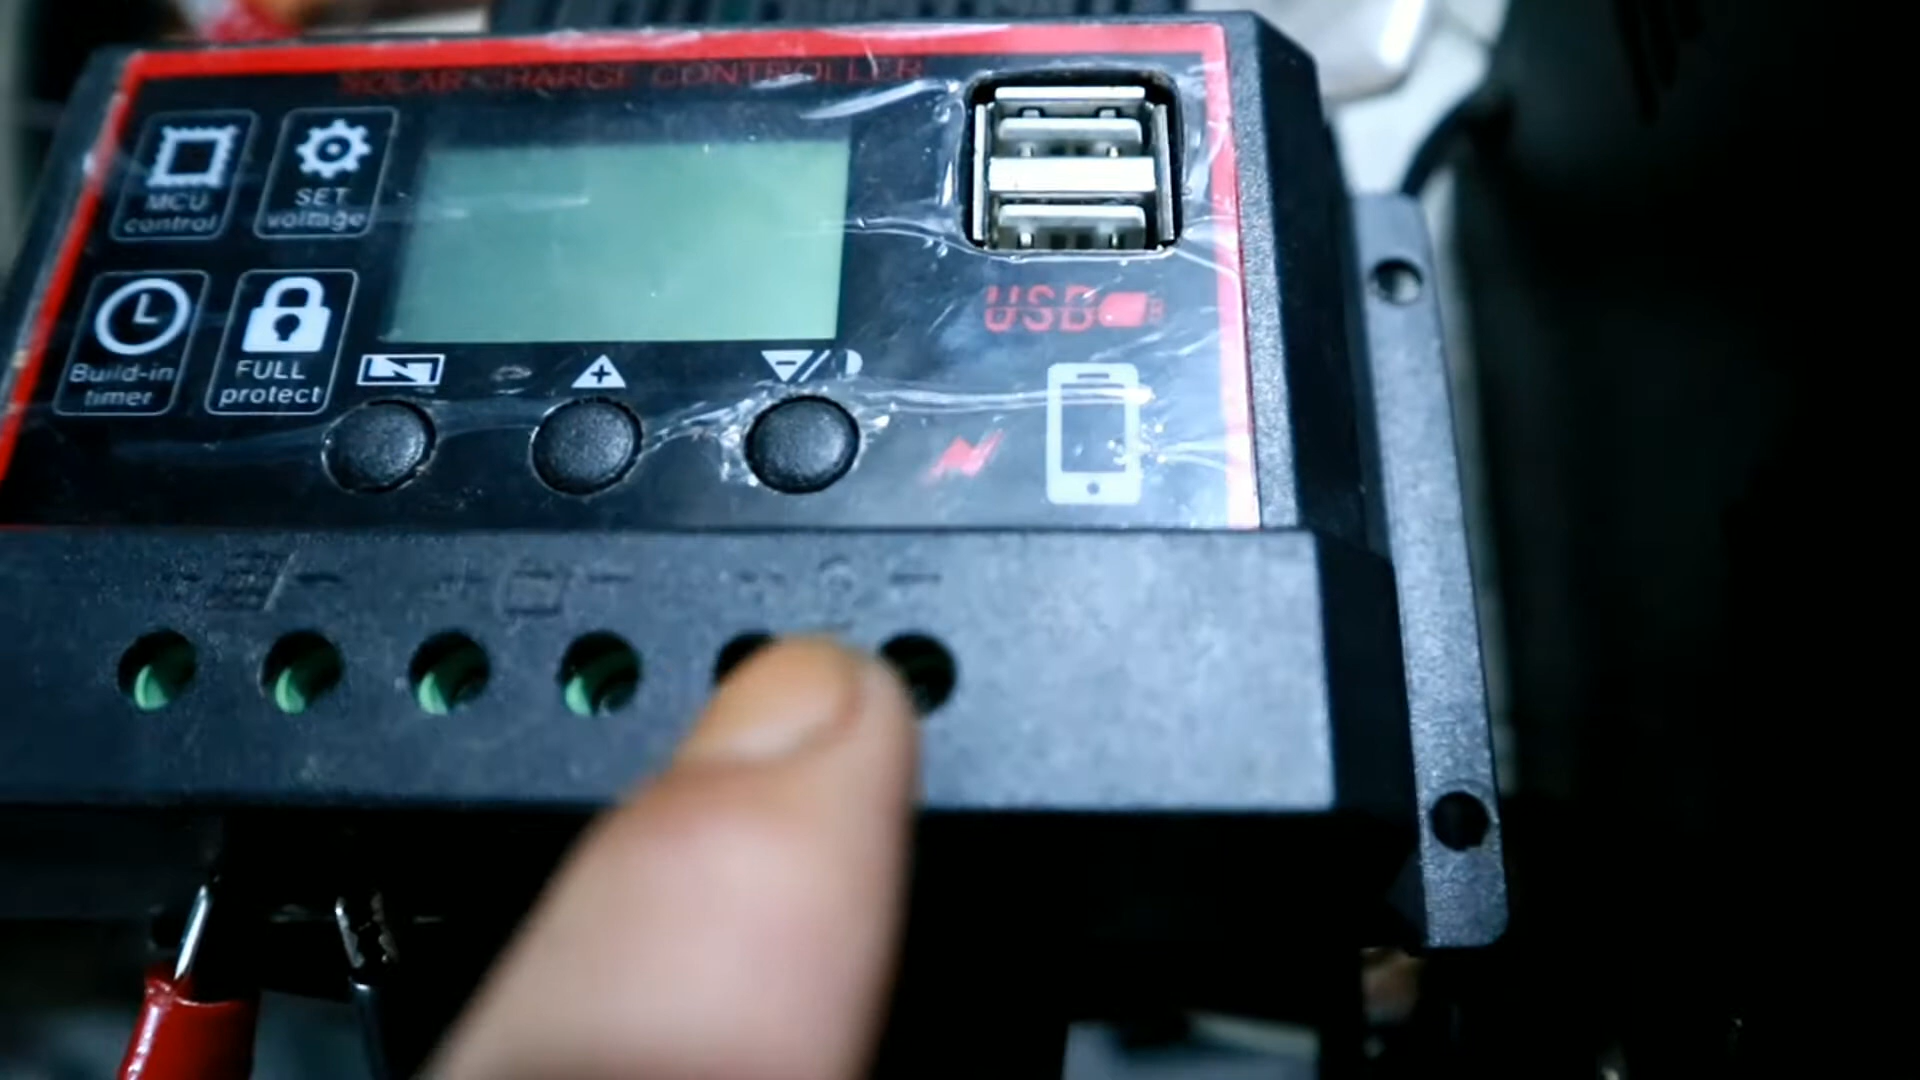 SOLAR CHARGE CONTROLLER
MCU
control
SET
voltage
Build-in
timer
FULL
protect
USB